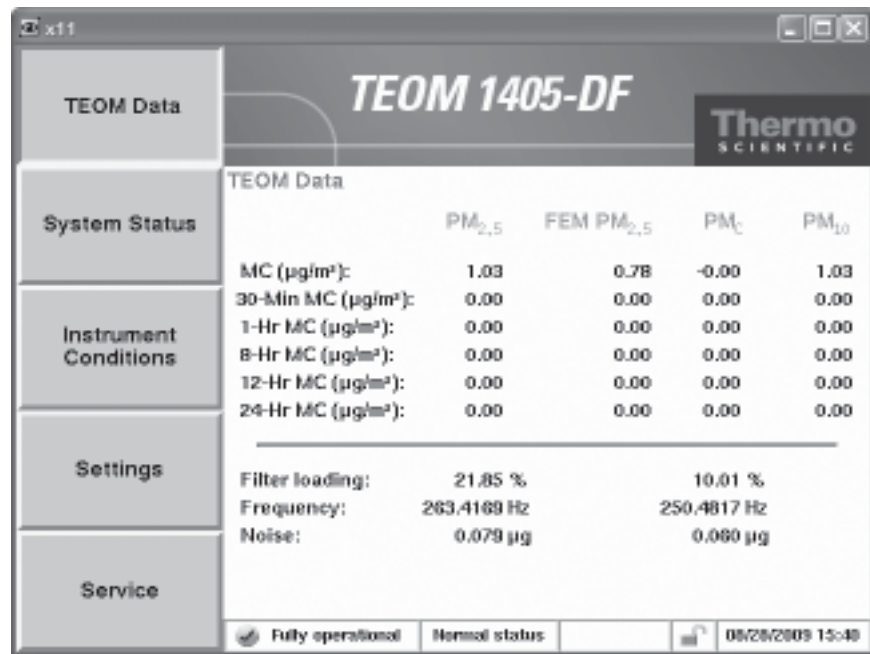 x11
TEOM Data
System Status
Instrument
Conditions
Settings
Service
TEOM 1405-DF
Thermo
SCIENTIFIC
TEOM Data
PM2,5 FEM PM2,5 PMC PM10
MC (µg/m³): 1.03 0.78 -0.00 1.03
30-Min MC (µg/m³): 0.00 0.00 0.00 0.00
1-Hr MC (µg/m³): 0.00 0.00 0.00 0.00
8-Hr MC (µg/m³): 0.00 0.00 0.00 0.00
12-Hr MC (µg/m³): 0.00 0.00 0.00 0.00
24-Hr MC (µg/m³): 0.00 0.00 0.00 0.00
Filter loading: 21.85 % 10.01 %
Frequency: 263.4169 Hz 250.4817 Hz
Noise: 0.079 µg 0.060 µg
Fully operational Normal status 08/28/2009 15:40